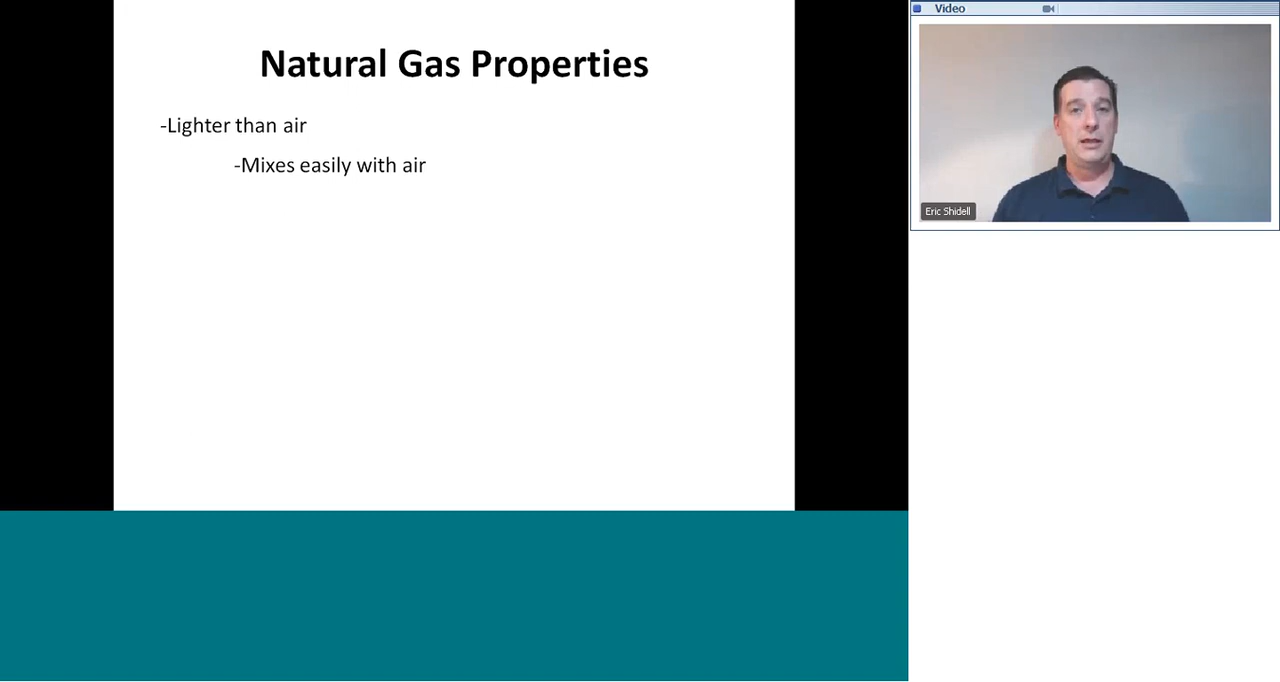 Natural Gas Properties
-Lighter than air
-Mixes easily with air
Video
Eric Shidell